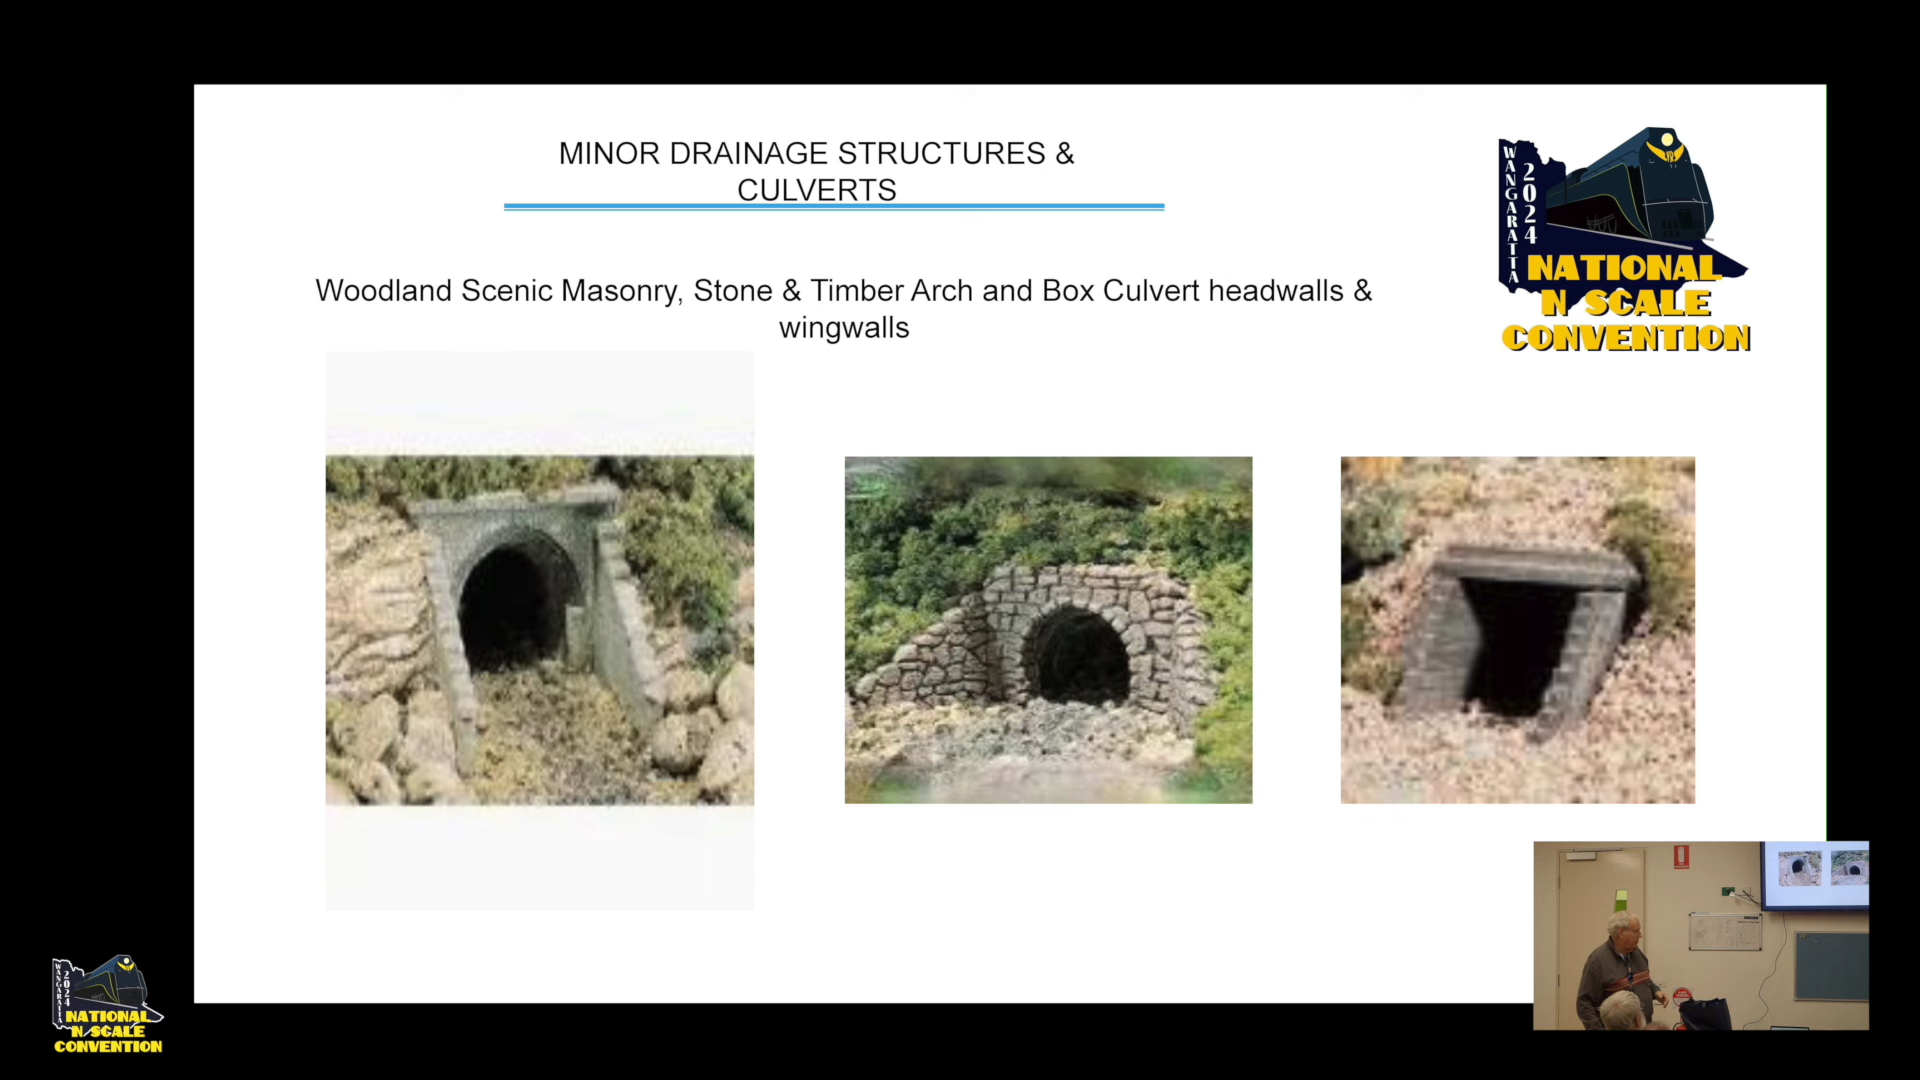 MINOR DRAINAGE STRUCTURES &
CULVERTS
WANGARATTA
2024
NATIONAL
N SCALE
CONVENTION
Woodland Scenic Masonry, Stone & Timber Arch and Box Culvert headwalls &
wingwalls
WANGARATTA
2024
NATIONAL
N SCALE
CONVENTION